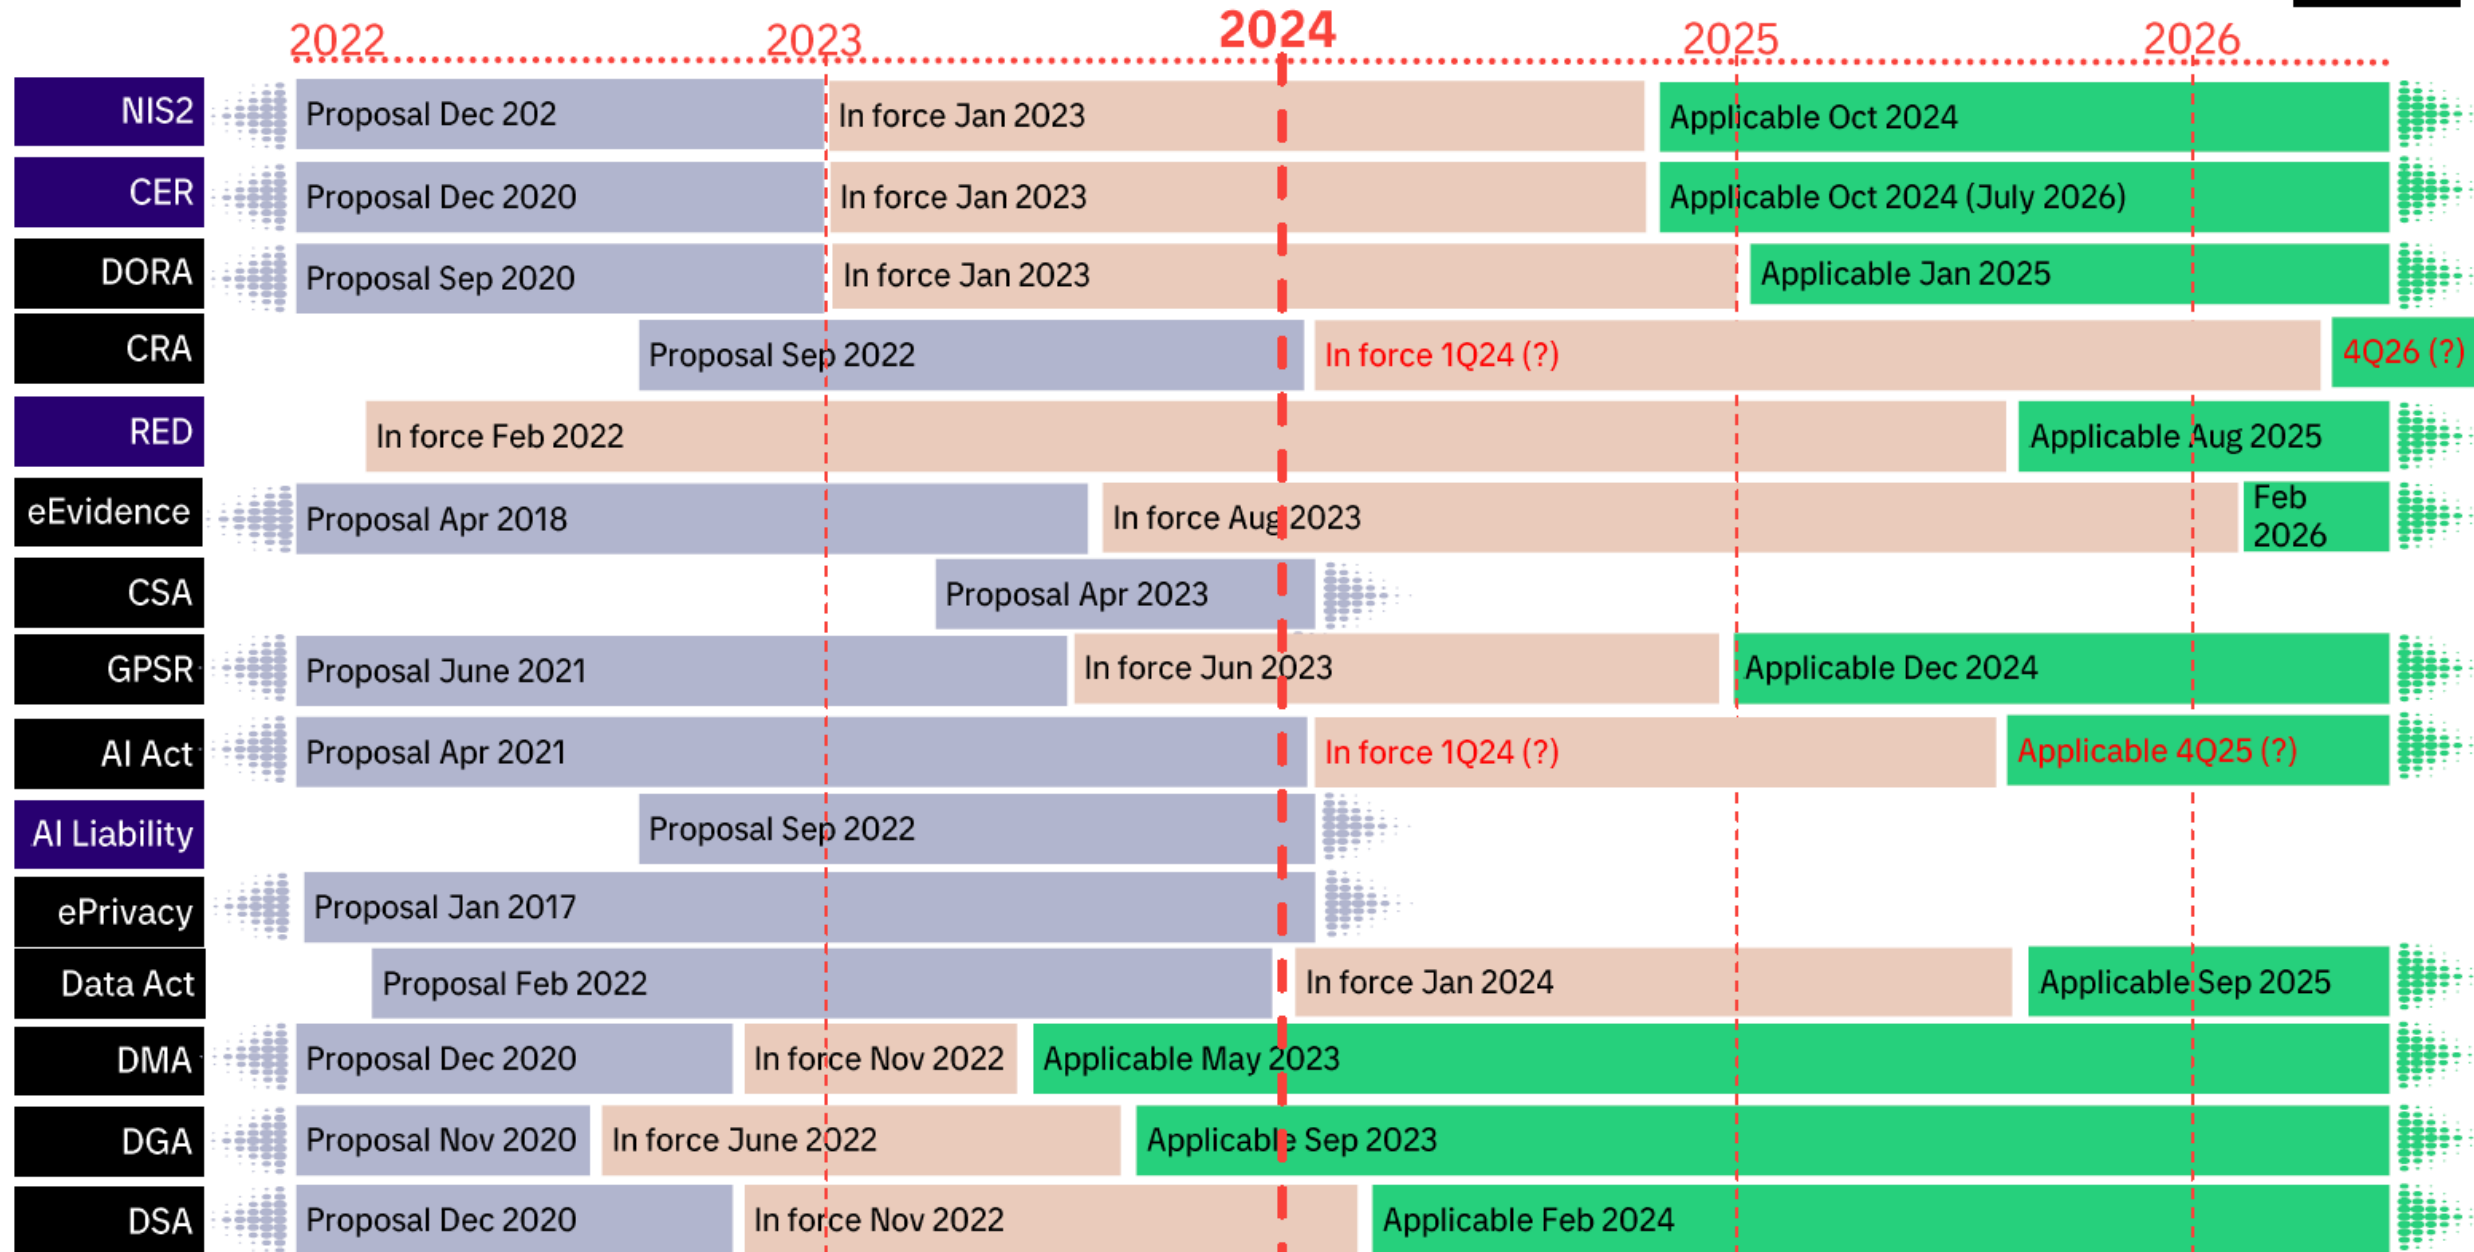 2022 2023 2024 2025 2026
NIS2 Proposal Dec 202 In force Jan 2023 Applicable Oct 2024
CER Proposal Dec 2020 In force Jan 2023 Applicable Oct 2024 (July 2026)
DORA Proposal Sep 2020 In force Jan 2023 Applicable Jan 2025
CRA Proposal Sep 2022 In force 1Q24 (?) 4Q26 (?)
RED In force Feb 2022 Applicable Aug 2025
eEvidence Proposal Apr 2018 In force Aug 2023 Feb
2026
CSA Proposal Apr 2023
GPSR Proposal June 2021 In force Jun 2023 Applicable Dec 2024
AI Act Proposal Apr 2021 In force 1Q24 (?) Applicable 4Q25 (?)
AI Liability Proposal Sep 2022
ePrivacy Proposal Jan 2017
Data Act Proposal Feb 2022 In force Jan 2024 Applicable Sep 2025
DMA Proposal Dec 2020 In force Nov 2022 Applicable May 2023
DGA Proposal Nov 2020 In force June 2022 Applicable Sep 2023
DSA Proposal Dec 2020 In force Nov 2022 Applicable Feb 2024